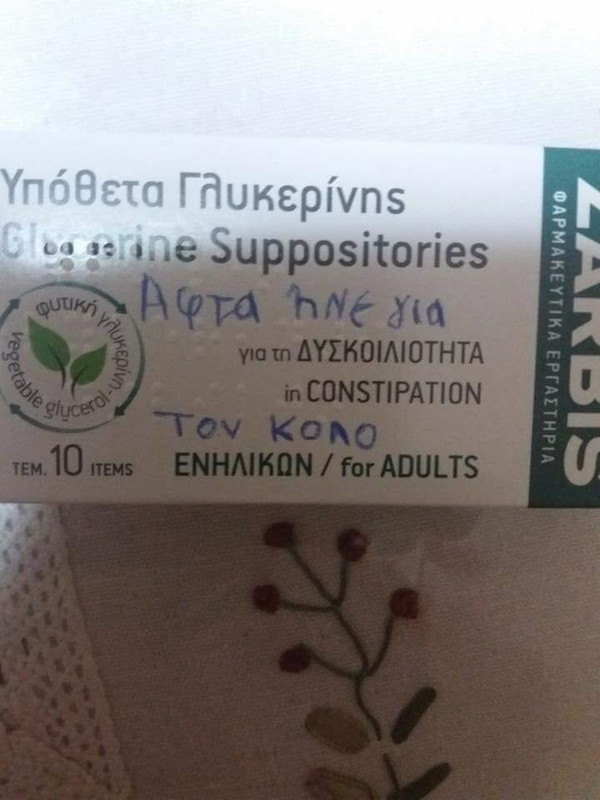 Υπόθετα Γλυκερίνης
Glycerine Suppositories
Αφτα ηνε για
για τη ΔΥΣΚΟΙΛΙΟΤΗΤΑ
in CONSTIPATION
τον κολο
ΤΕΜ. 10 ITEMS
ΕΝΗΛΙΚΩΝ / for ADULTS
φυτική γλυκερίνη
vegetable glycerol
ZARBIS
ΦΑΡΜΑΚΕΥΤΙΚΑ ΕΡΓΑΣΤΗΡΙΑ